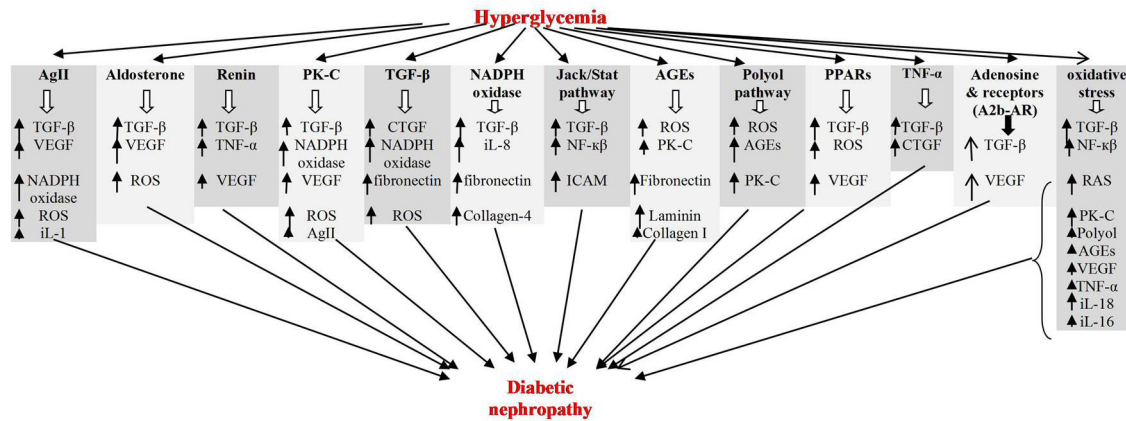 Hyperglycemia
AgII
TGF-β
VEGF
NADPH
oxidase
ROS
iL-1
Aldosterone
TGF-β
VEGF
ROS
Renin
TGF-β
TNF-α
VEGF
PK-C
TGF-β
NADPH
oxidase
VEGF
ROS
AgII
TGF-β
CTGF
NADPH
oxidase
fibronectin
ROS
NADPH
oxidase
TGF-β
iL-8
fibronectin
Collagen-4
Jack/Stat
pathway
TGF-β
NF-κβ
ICAM
AGEs
ROS
PK-C
Fibronectin
Laminin
Collagen I
Polyol
pathway
ROS
AGEs
PK-C
PPARs
TGF-β
ROS
VEGF
TNF-α
TGF-β
CTGF
Adenosine
& receptors
(A2b-AR)
TGF-β
VEGF
oxidative
stress
TGF-β
NF-κβ
RAS
PK-C
Polyol
AGEs
VEGF
TNF-α
iL-18
iL-16
Diabetic
nephropathy